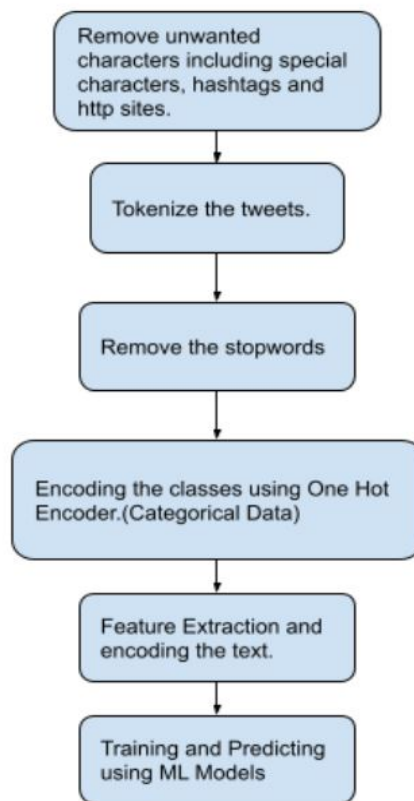 Remove unwanted
characters including special
characters, hashtags and
http sites.
Tokenize the tweets.
Remove the stopwords
Encoding the classes using One Hot
Encoder.(Categorical Data)
Feature Extraction and
encoding the text.
Training and Predicting
using ML Models